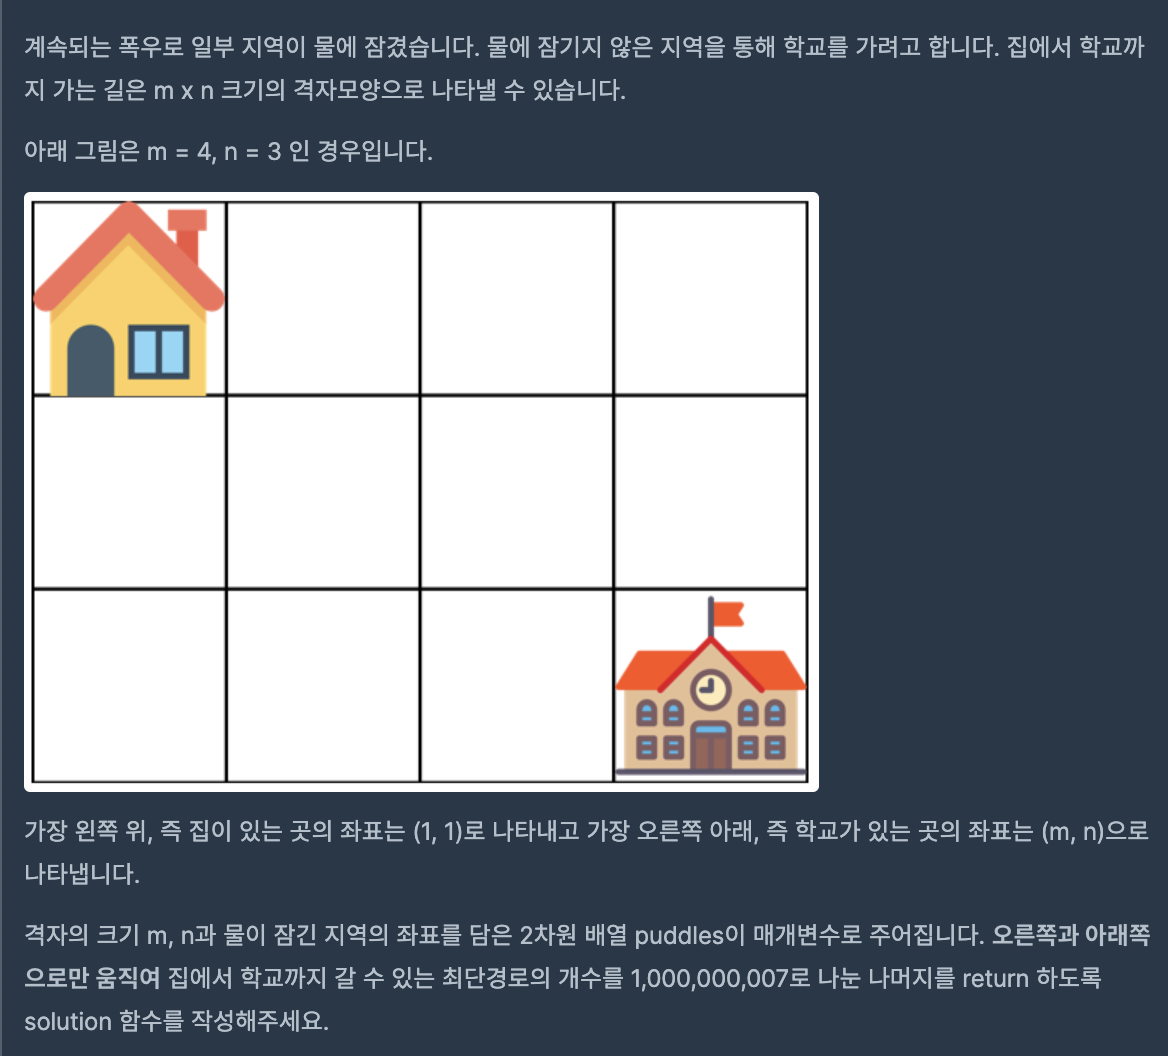 계속되는 폭우로 일부 지역이 물에 잠겼습니다. 물에 잠기지 않은 지역을 통해 학교를 가려고 합니다. 집에서 학교까
지 가는 길은 m x n 크기의 격자모양으로 나타낼 수 있습니다.
아래 그림은 m = 4, n = 3 인 경우입니다.
가장 왼쪽 위, 즉 집이 있는 곳의 좌표는 (1, 1)로 나타내고 가장 오른쪽 아래, 즉 학교가 있는 곳의 좌표는 (m, n)으로
나타냅니다.
격자의 크기 m, n과 물이 잠긴 지역의 좌표를 담은 2차원 배열 puddles이 매개변수로 주어집니다. 오른쪽과 아래쪽
으로만 움직여 집에서 학교까지 갈 수 있는 최단경로의 개수를 1,000,000,007로 나눈 나머지를 return 하도록
solution 함수를 작성해주세요.